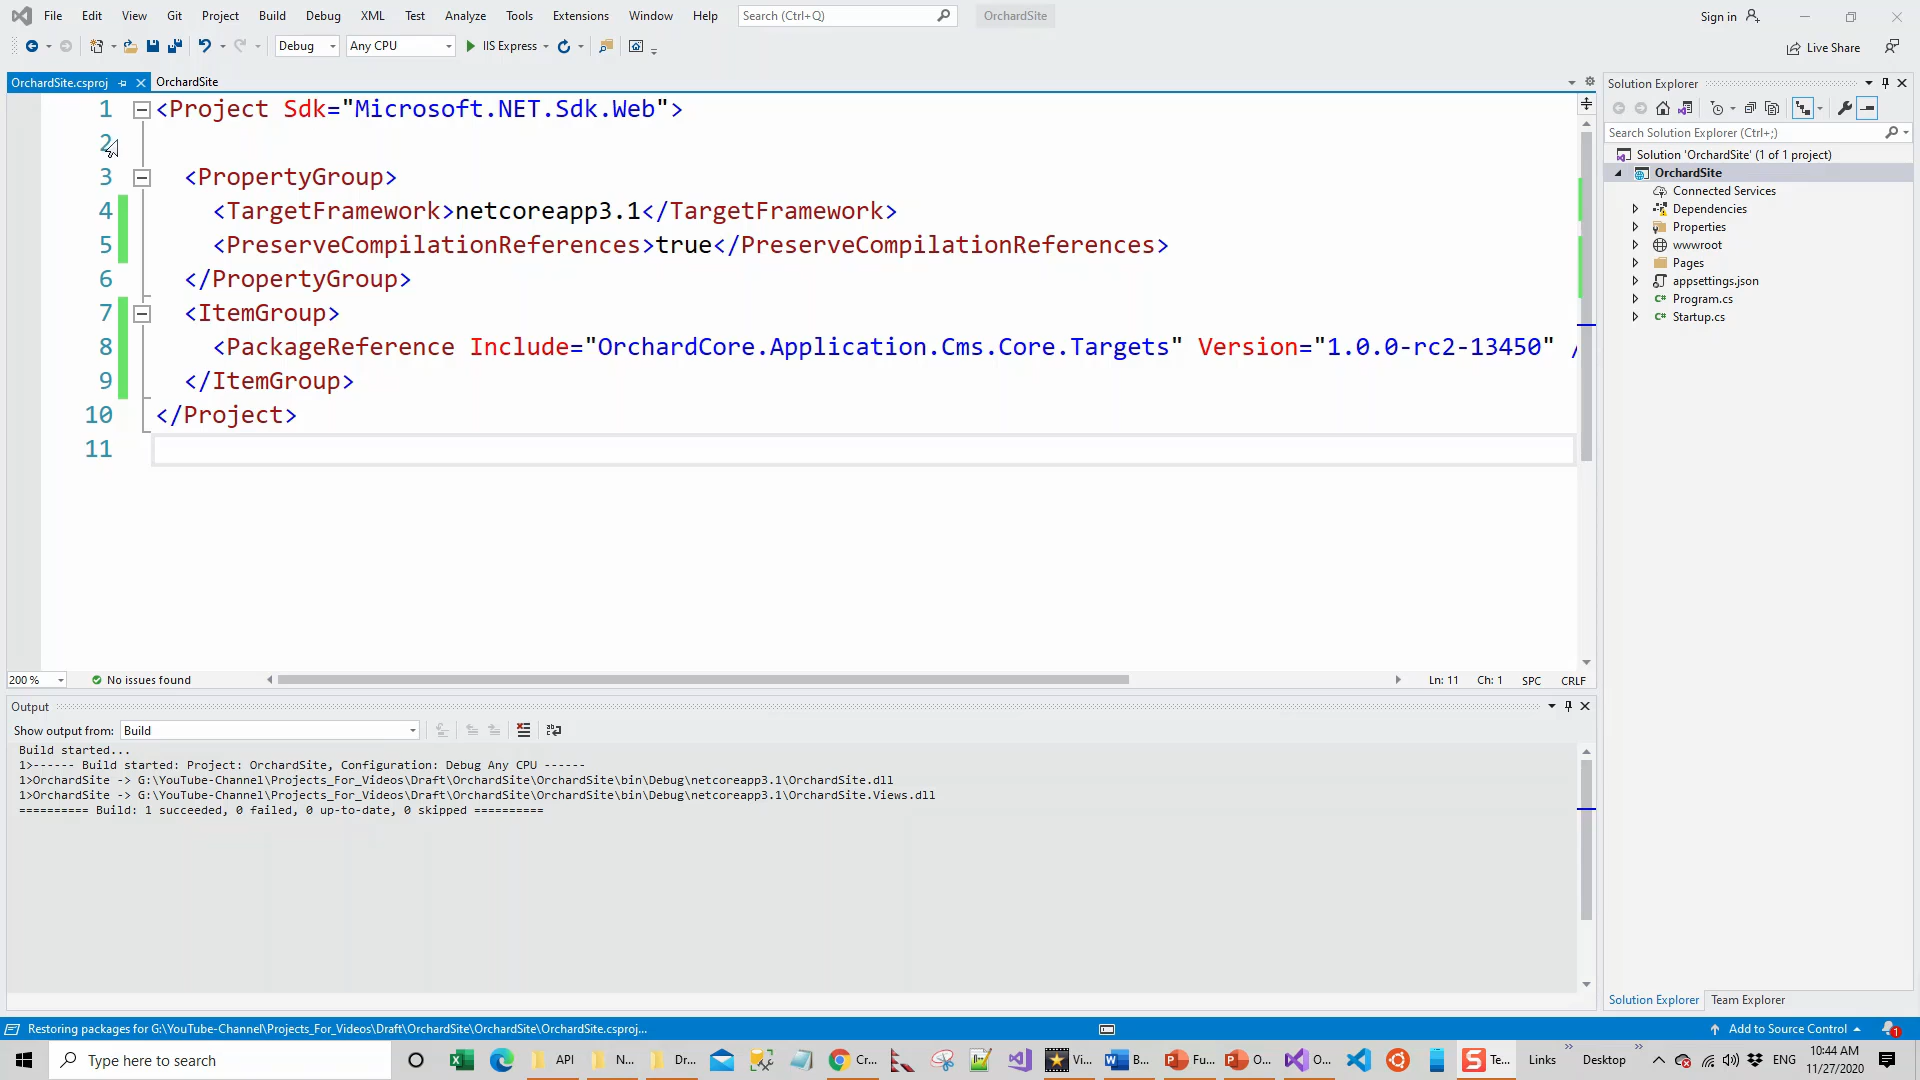 File Edit View Git Project Build Debug XML Test Analyze Tools Extensions Window Help Search (Ctrl+Q) OrchardSite Sign in
Debug Any CPU IIS Express Live Share
OrchardSite.csproj OrchardSite
1 <Project Sdk="Microsoft.NET.Sdk.Web">
2
3 <PropertyGroup>
4 <TargetFramework>netcoreapp3.1</TargetFramework>
5 <PreserveCompilationReferences>true</PreserveCompilationReferences>
6 </PropertyGroup>
7 <ItemGroup>
8 <PackageReference Include="OrchardCore.Application.Cms.Core.Targets" Version="1.0.0-rc2-13450" /
9 </ItemGroup>
10 </Project>
11
200 % No issues found Ln: 11 Ch: 1 SPC CRLF
Output
Show output from: Build
Build started...
1>------ Build started: Project: OrchardSite, Configuration: Debug Any CPU ------
1>OrchardSite -> G:\YouTube-Channel\Projects_For_Videos\Draft\OrchardSite\OrchardSite\bin\Debug\netcoreapp3.1\OrchardSite.dll
1>OrchardSite -> G:\YouTube-Channel\Projects_For_Videos\Draft\OrchardSite\OrchardSite\bin\Debug\netcoreapp3.1\OrchardSite.Views.dll
========== Build: 1 succeeded, 0 failed, 0 up-to-date, 0 skipped ==========
Solution Explorer
Search Solution Explorer (Ctrl+;)
Solution 'OrchardSite' (1 of 1 project)
OrchardSite
Connected Services
Dependencies
Properties
wwwroot
Pages
appsettings.json
C# Program.cs
C# Startup.cs
Solution Explorer Team Explorer
Restoring packages for G:\YouTube-Channel\Projects_For_Videos\Draft\OrchardSite\OrchardSite\OrchardSite.csproj... Add to Source Control 1
Type here to search API N... Dr... Cr... Vi... B... Fu... O... O... Te... Links » Desktop » ENG 10:44 AM
11/27/2020